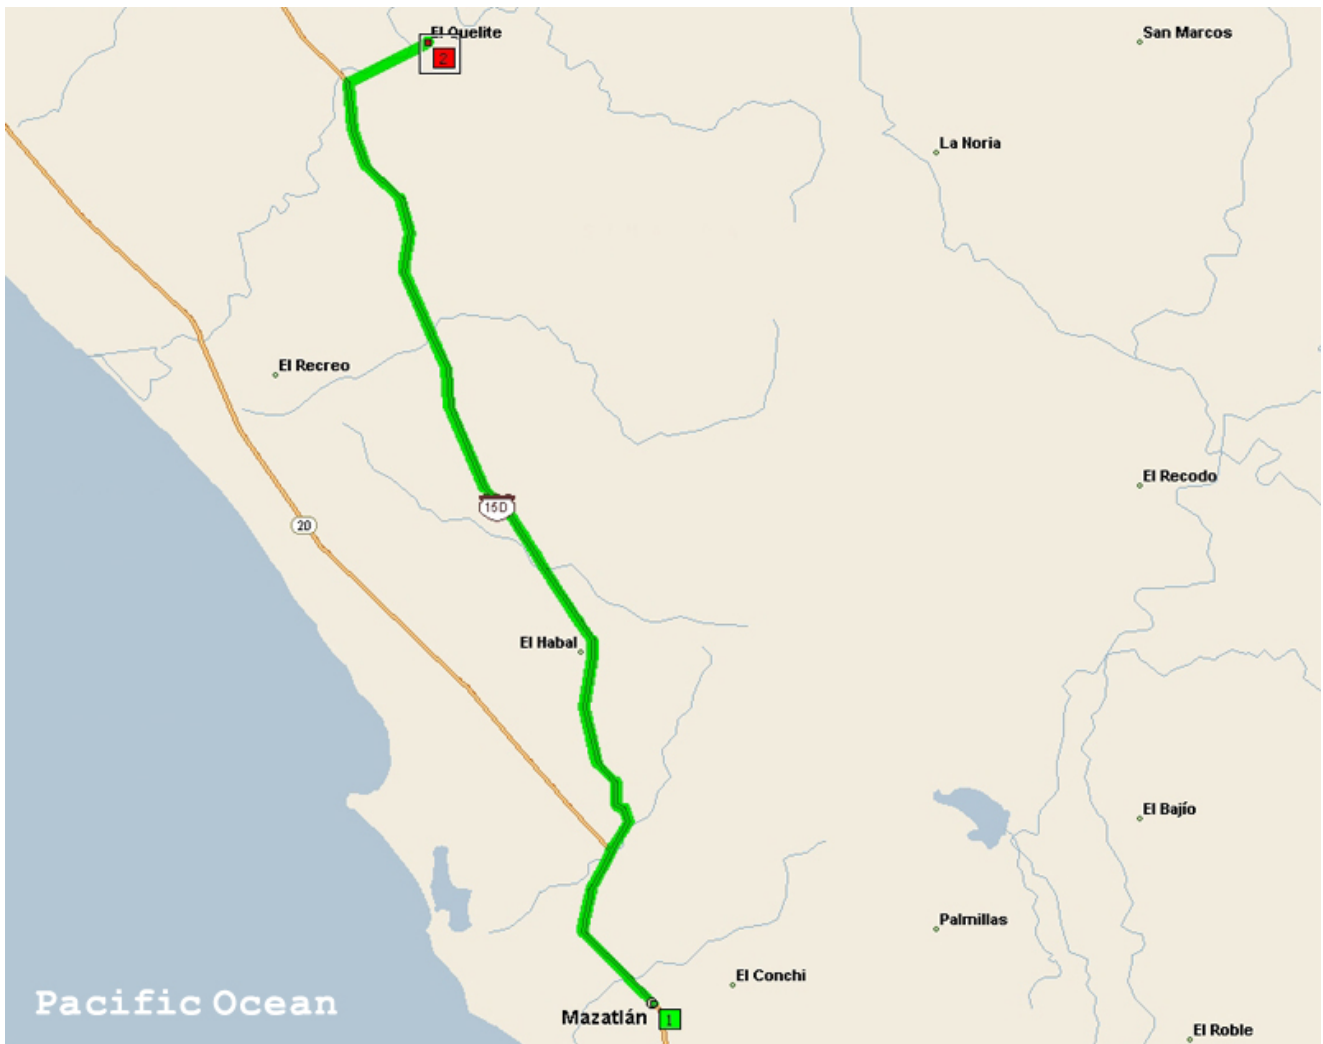 El Quelite
2
San Marcos
La Noria
El Recreo
El Recodo
15D
20
El Habal
El Bajío
Palmillas
El Conchi
Pacific Ocean
Mazatlán
1
El Roble